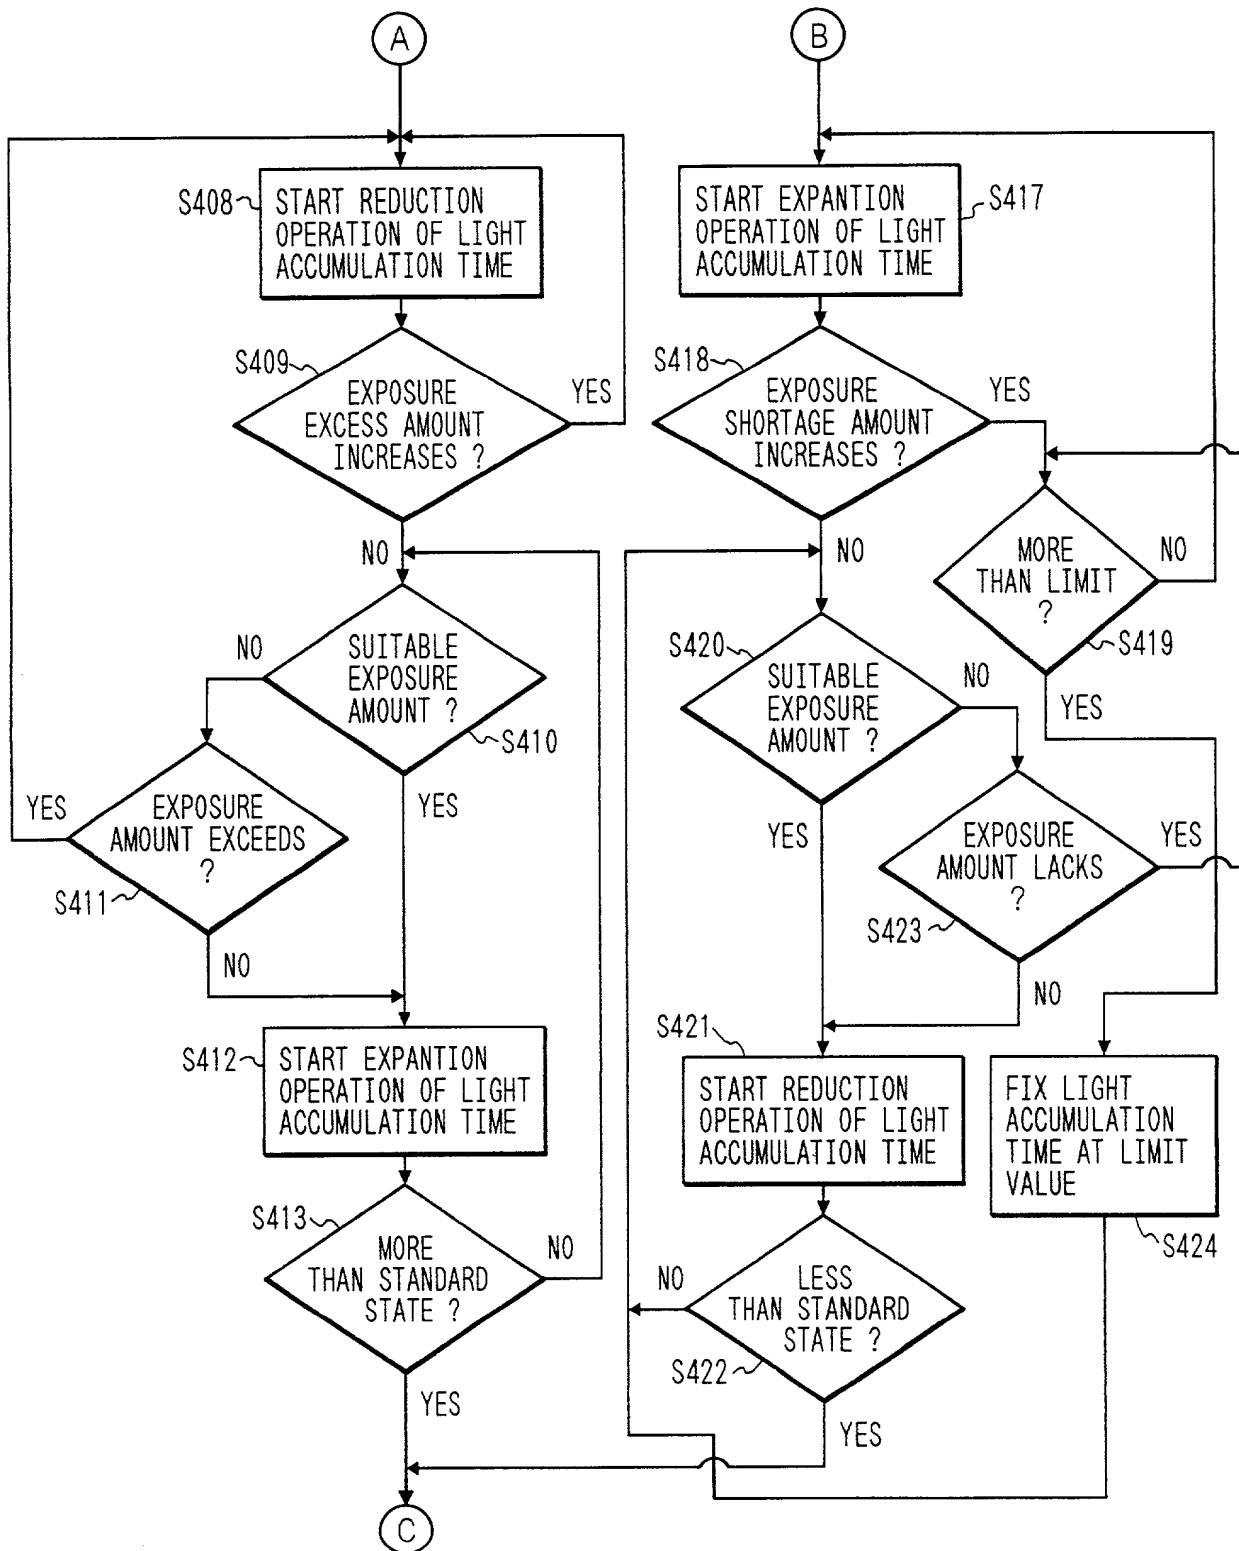 A
S408
START REDUCTION
OPERATION OF LIGHT
ACCUMULATION TIME
S409
EXPOSURE
EXCESS AMOUNT
INCREASES ?
YES
NO
SUITABLE
EXPOSURE
AMOUNT ?
NO
S410
YES
YES
EXPOSURE
AMOUNT EXCEEDS
?
S411
NO
S412
START EXPANTION
OPERATION OF LIGHT
ACCUMULATION TIME
S413
MORE
THAN STANDARD
STATE ?
NO
YES
C
B
S417
START EXPANTION
OPERATION OF LIGHT
ACCUMULATION TIME
S418
EXPOSURE
SHORTAGE AMOUNT
INCREASES ?
YES
NO
MORE
THAN LIMIT
?
NO
S419
YES
S420
SUITABLE
EXPOSURE
AMOUNT ?
NO
YES
EXPOSURE
AMOUNT LACKS
?
YES
S423
NO
S421
START REDUCTION
OPERATION OF LIGHT
ACCUMULATION TIME
FIX LIGHT
ACCUMULATION
TIME AT LIMIT
VALUE
S424
LESS
THAN STANDARD
STATE ?
NO
S422
YES